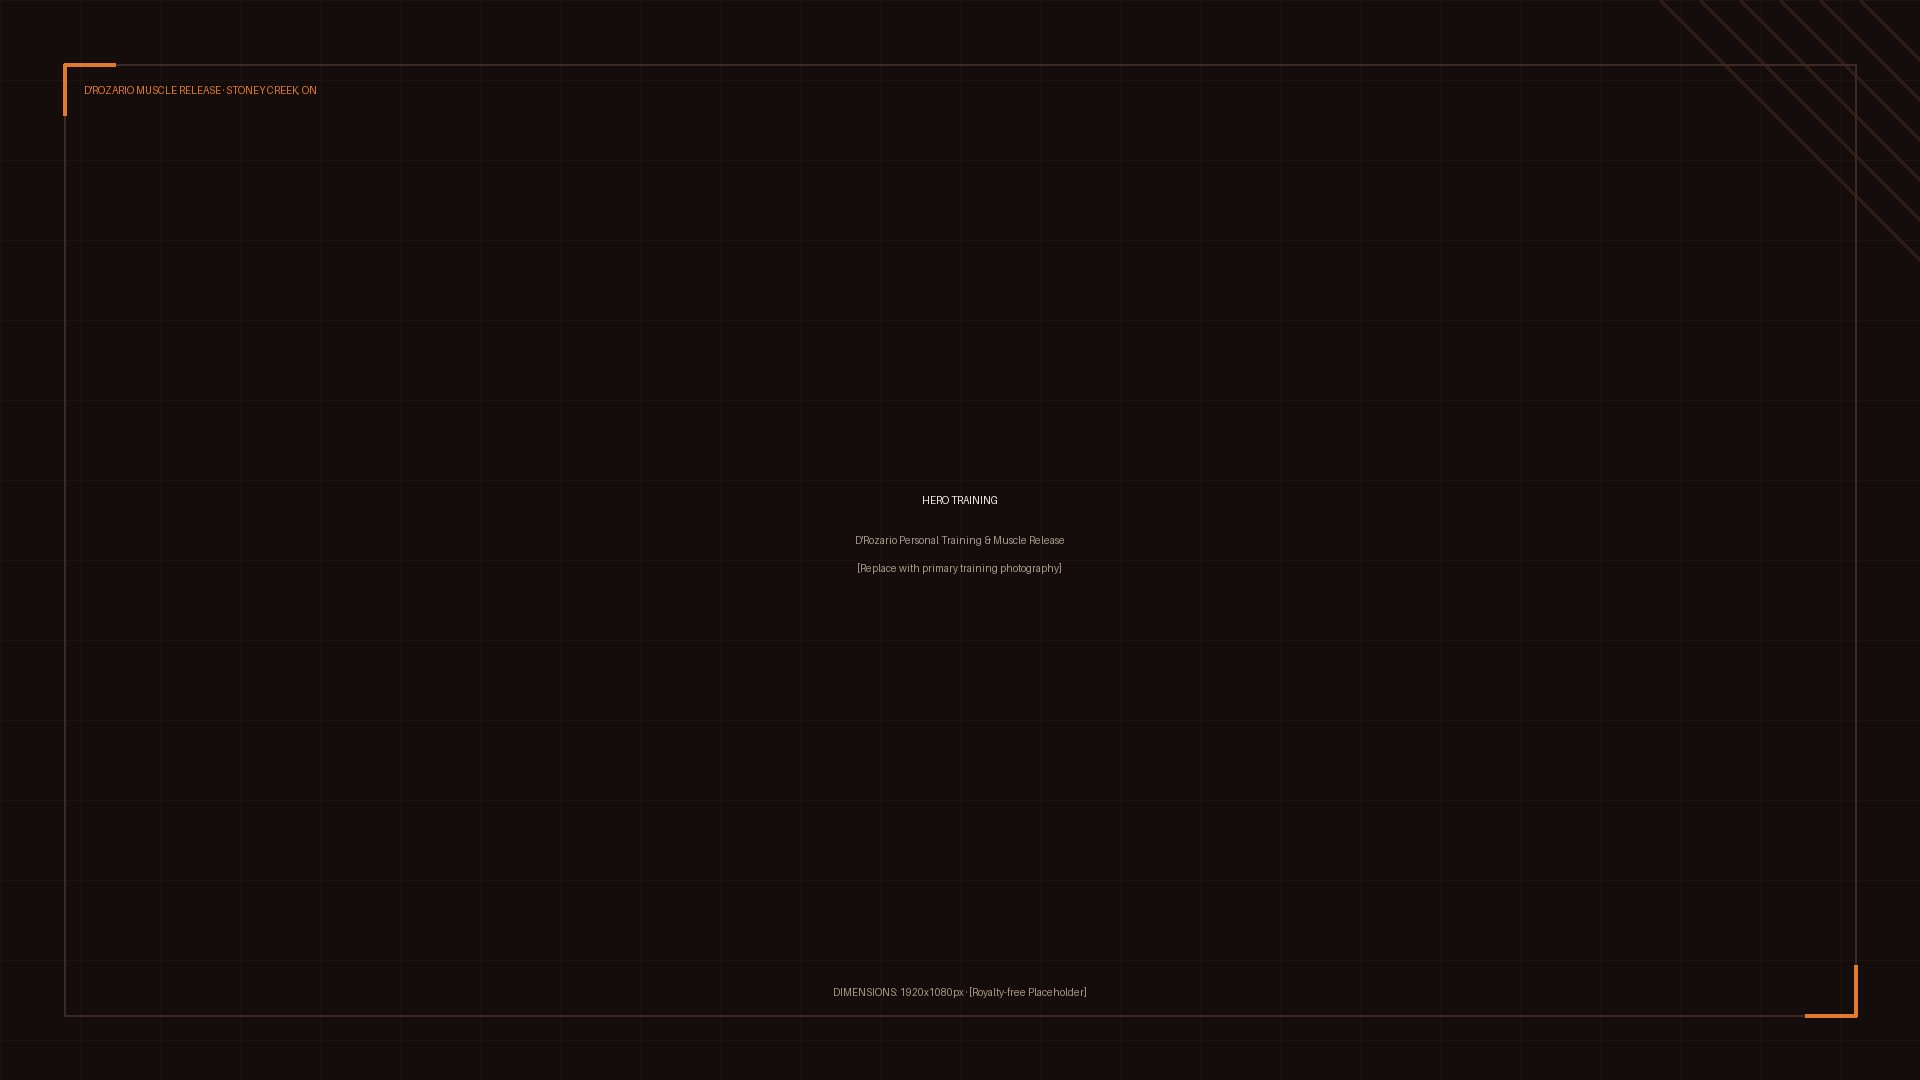 D'ROZARIO MUSCLE RELEASE · STONEY CREEK, ON
HERO TRAINING
D'Rozario Personal Training & Muscle Release
[Replace with primary training photography]
DIMENSIONS: 1920x1080px · [Royalty-free Placeholder]